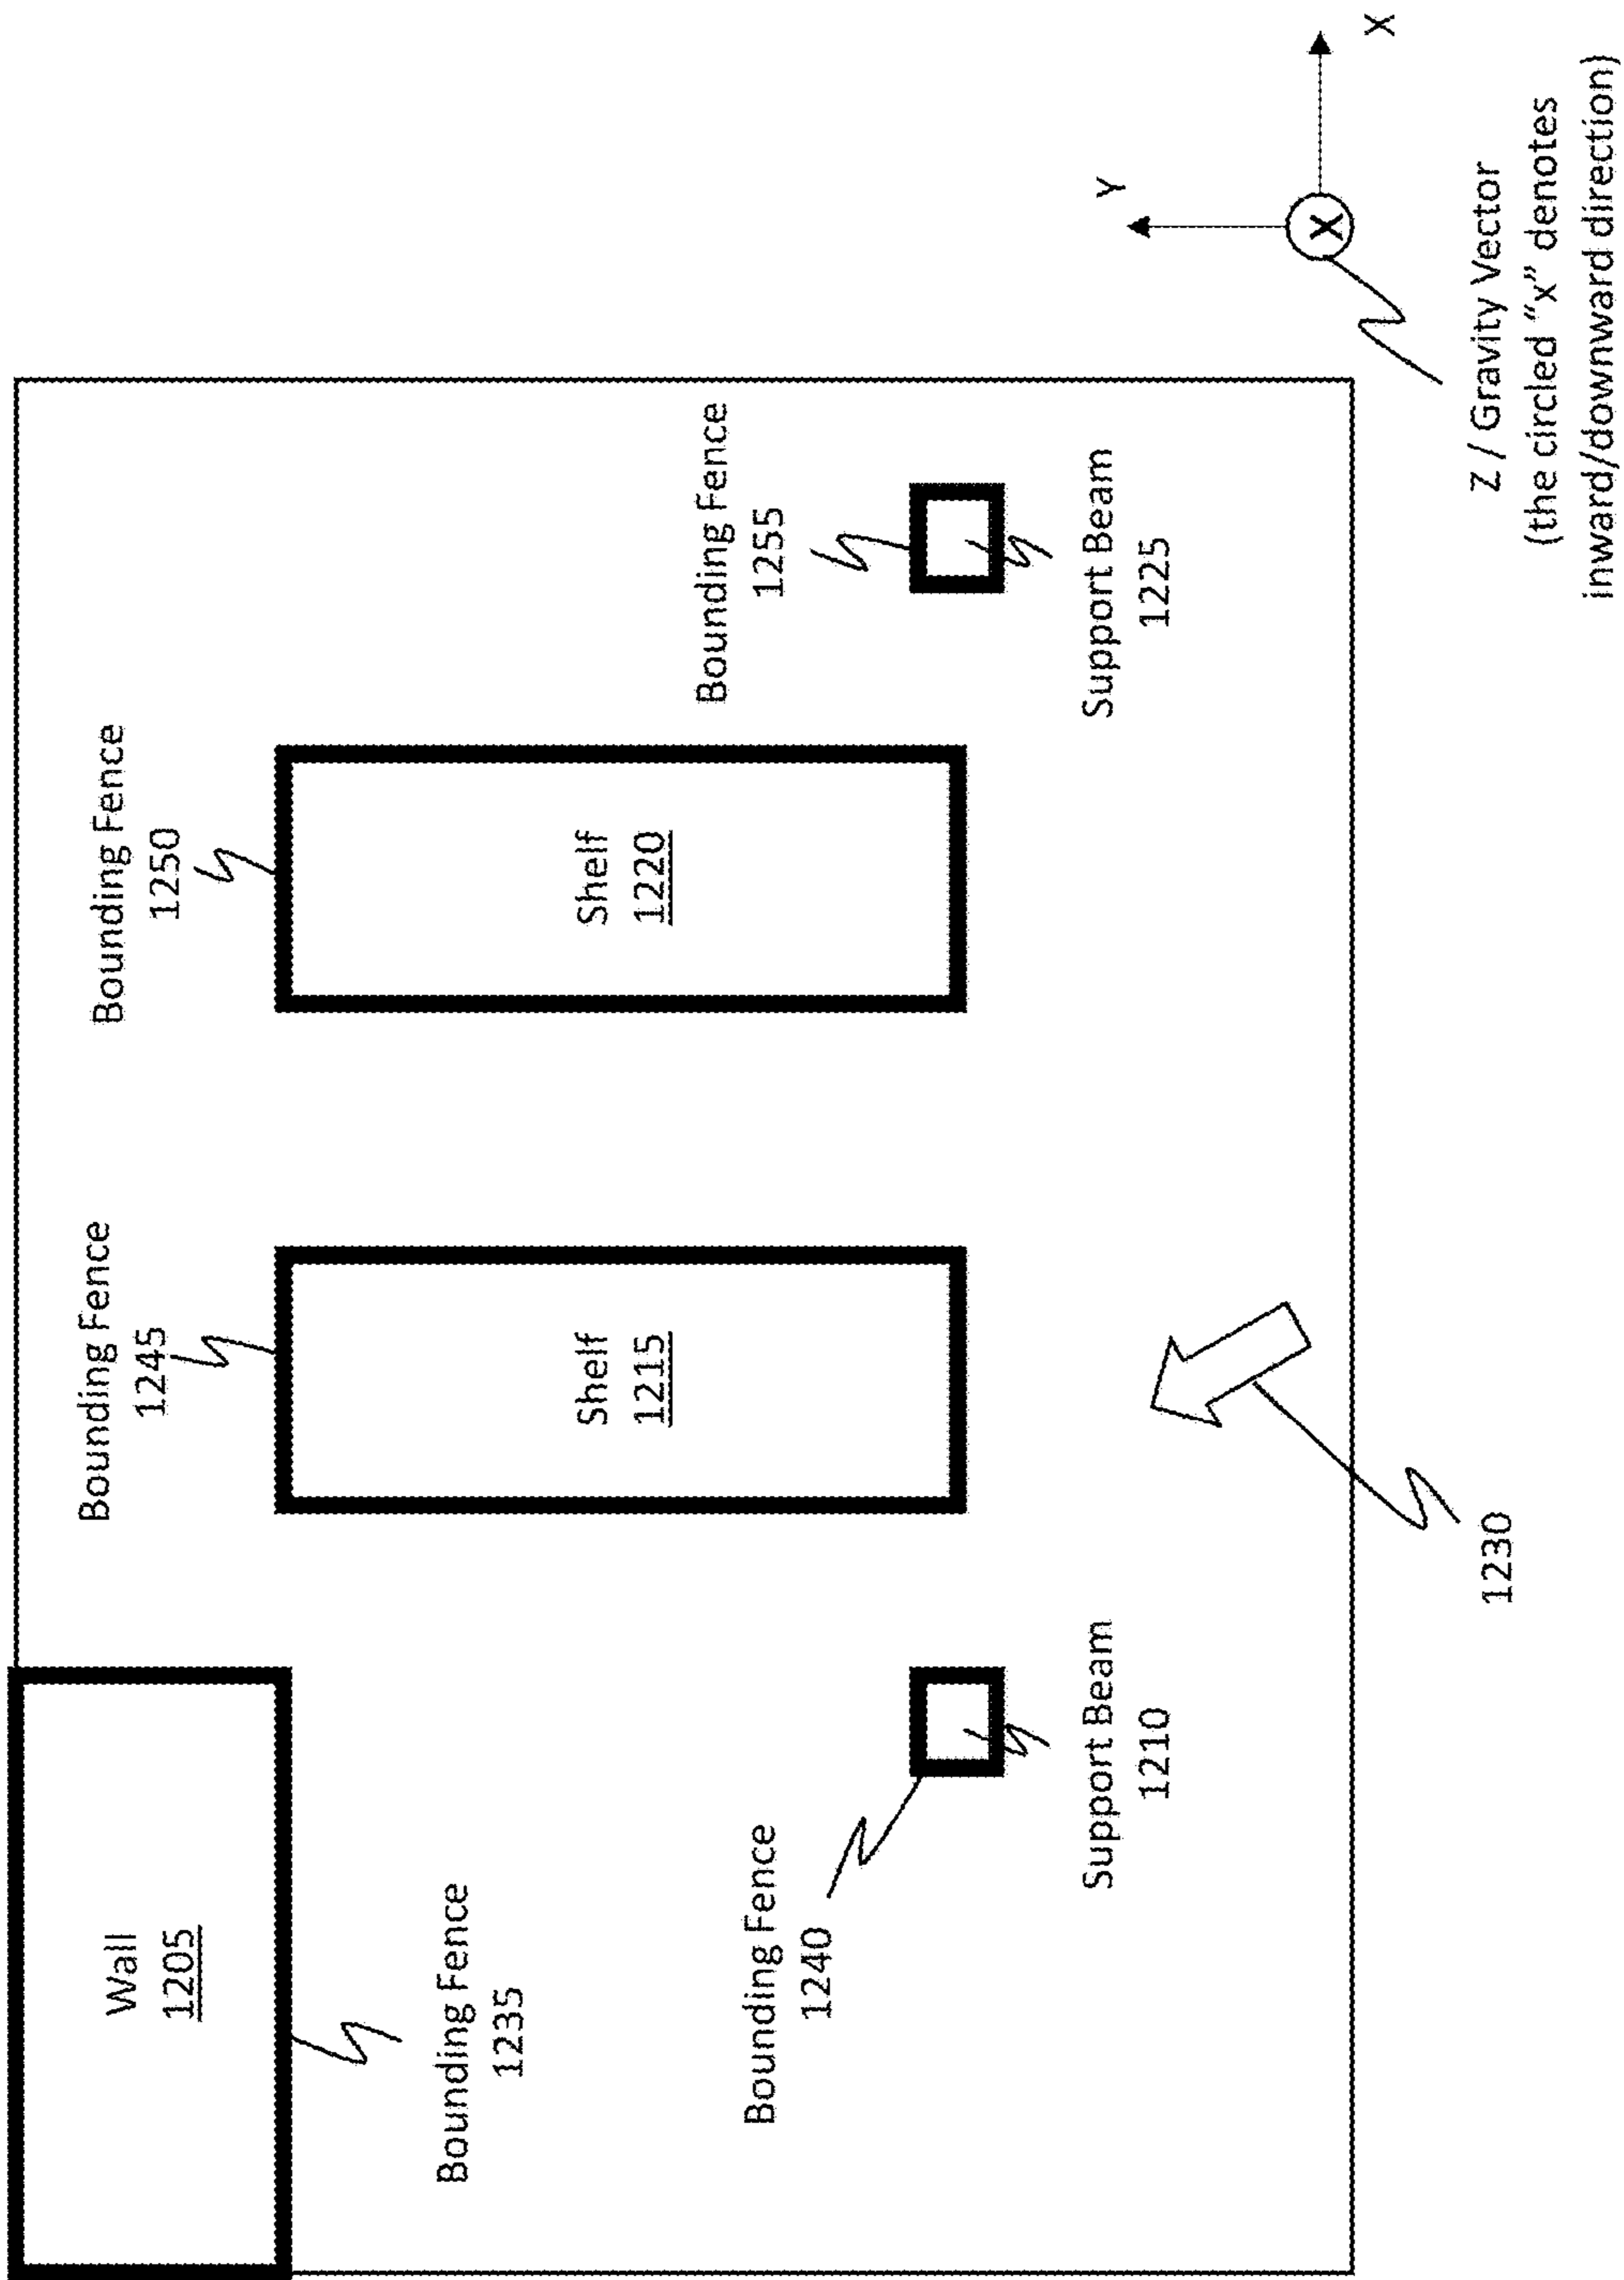 Wall
1205
Bounding Fence
1235
Bounding Fence
1240
Support Beam
1210
Bounding Fence
1245
Shelf
1215
1230
Bounding Fence
1250
Shelf
1220
Bounding Fence
1255
Support Beam
1225
Y
X
X
Z / Gravity Vector
(the circled “x” denotes
inward/downward direction)